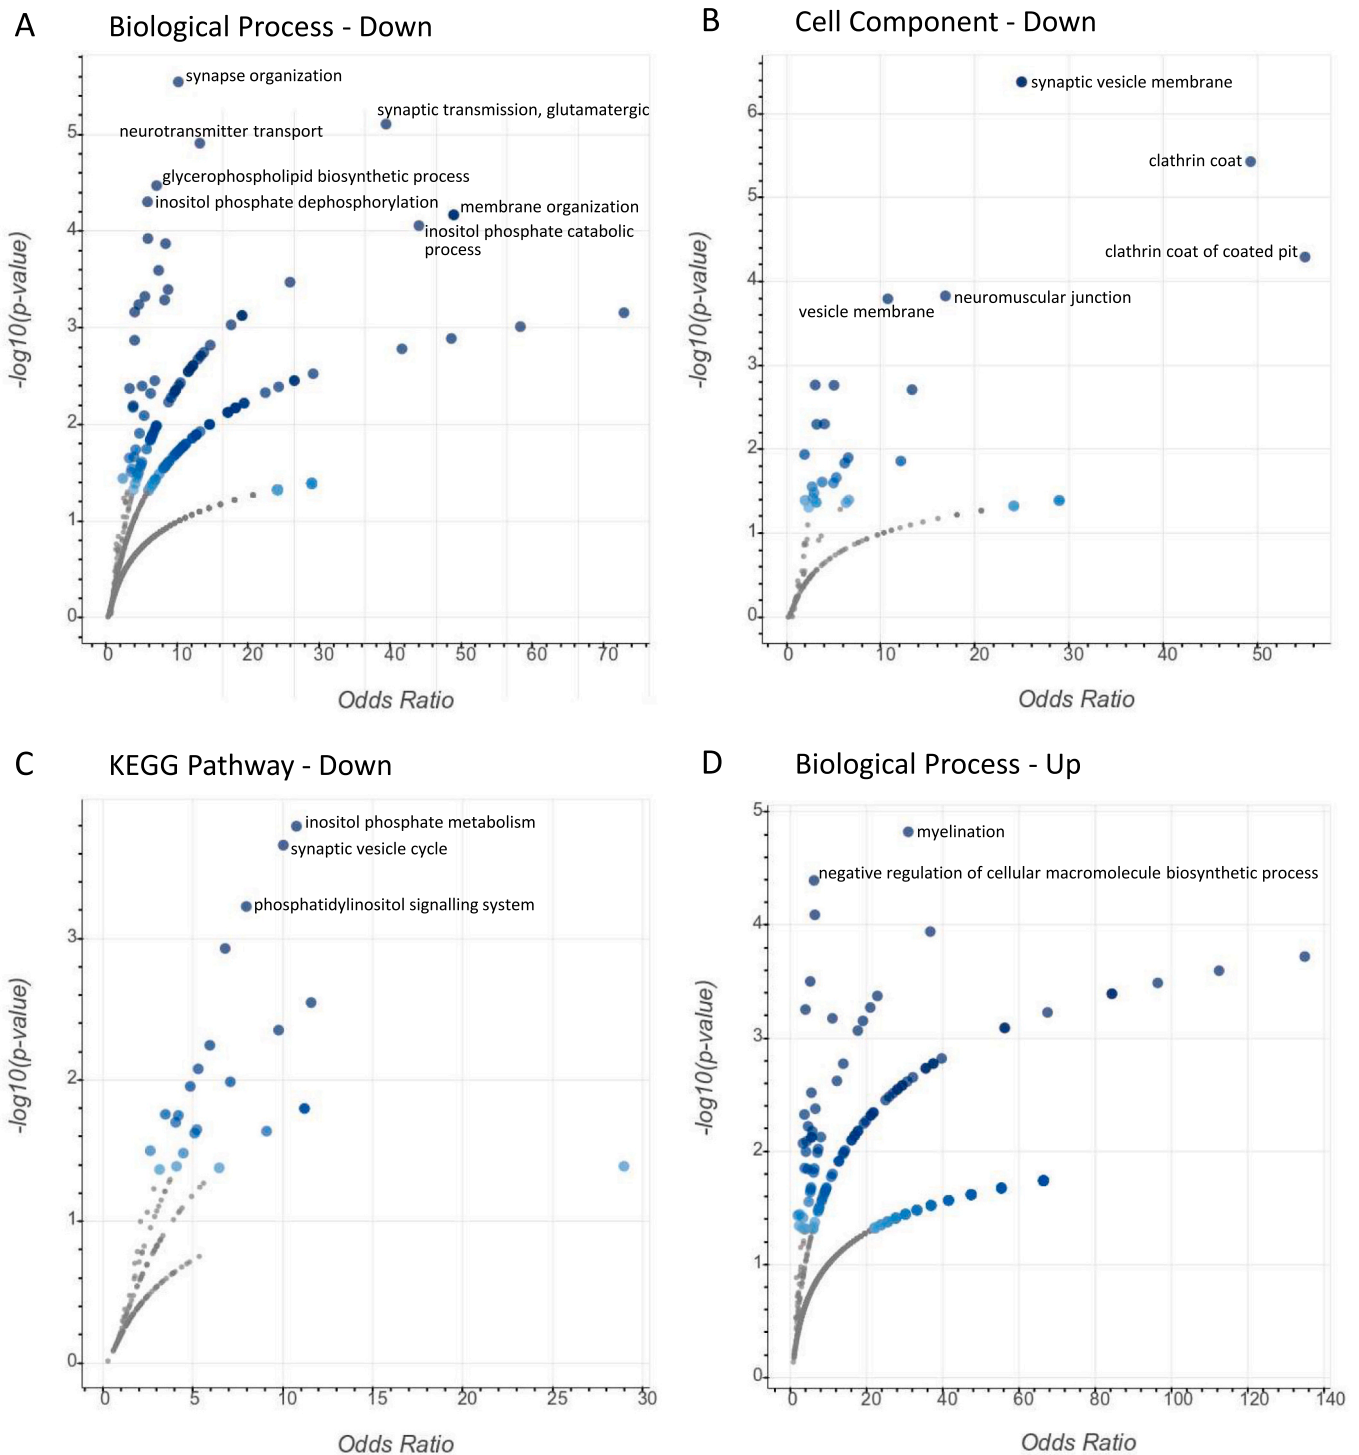 A
Biological Process - Down
synapse organization
synaptic transmission, glutamatergic
neurotransmitter transport
glycerophospholipid biosynthetic process
inositol phosphate dephosphorylation
membrane organization
inositol phosphate catabolic
process
-log10(p-value)
5
4
3
2
1
0
0 10 20 30 40 50 60 70
Odds Ratio
B
Cell Component - Down
synaptic vesicle membrane
clathrin coat
clathrin coat of coated pit
neuromuscular junction
vesicle membrane
-log10(p-value)
6
5
4
3
2
1
0
0 10 20 30 40 50
Odds Ratio
C
KEGG Pathway - Down
inositol phosphate metabolism
synaptic vesicle cycle
phosphatidylinositol signalling system
-log10(p-value)
3
2
1
0
0 5 10 15 20 25 30
Odds Ratio
D
Biological Process - Up
myelination
negative regulation of cellular macromolecule biosynthetic process
-log10(p-value)
5
4
3
2
1
0
0 20 40 60 80 100 120 140
Odds Ratio